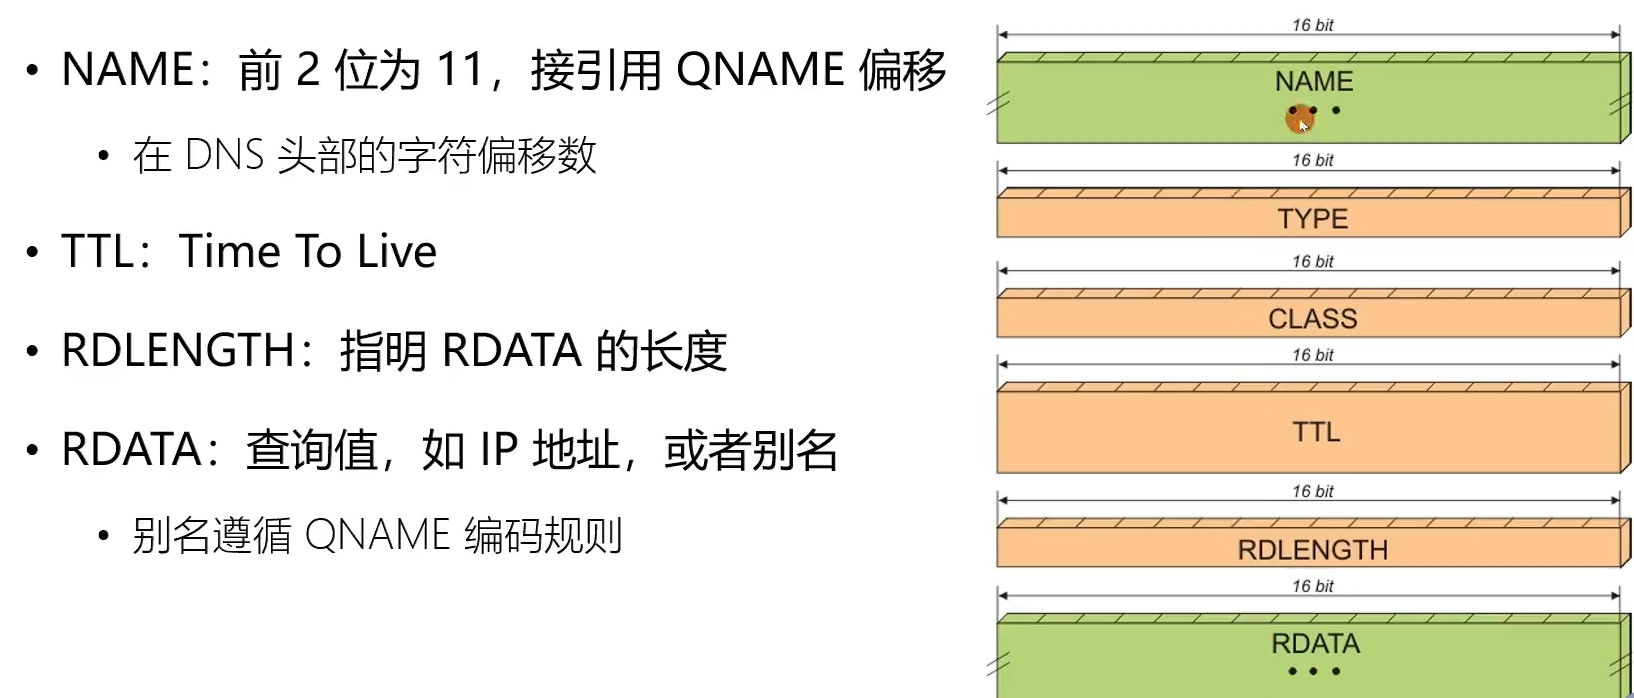 • NAME：前 2 位为 11，接引用 QNAME 偏移
• 在 DNS 头部的字符偏移数
• TTL：Time To Live
• RDLENGTH：指明 RDATA 的长度
• RDATA：查询值，如 IP 地址，或者别名
• 别名遵循 QNAME 编码规则
16 bit
NAME
• • •
16 bit
TYPE
16 bit
CLASS
16 bit
TTL
16 bit
RDLENGTH
16 bit
RDATA
• • •